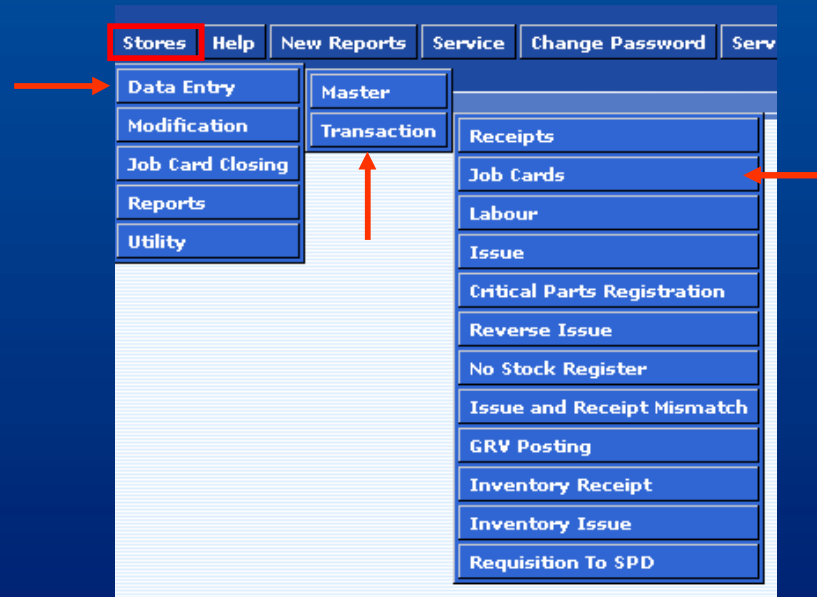 Stores Help New Reports Service Change Password Serv
Data Entry
Modification
Job Card Closing
Reports
Utility
Master
Transaction
Receipts
Job Cards
Labour
Issue
Critical Parts Registration
Reverse Issue
No Stock Register
Issue and Receipt Mismatch
GRV Posting
Inventory Receipt
Inventory Issue
Requisition To SPD